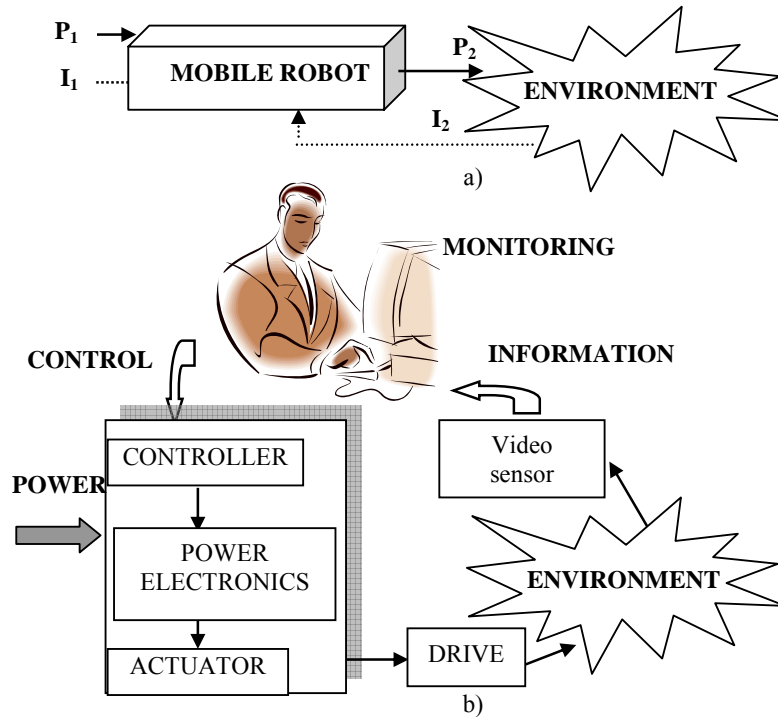 P1
P2
MOBILE ROBOT
I1
ENVIRONMENT
I2
a)
MONITORING
CONTROL
INFORMATION
Video
sensor
CONTROLLER
POWER
POWER
ELECTRONICS
ENVIRONMENT
ACTUATOR
DRIVE
b)